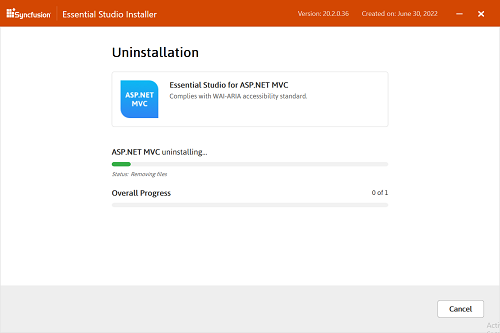 Syncfusion Essential Studio Installer Version: 20.2.0.36 Created on: June 30, 2022
Uninstallation
ASP.NET
MVC
Essential Studio for ASP.NET MVC
Complies with WAI-ARIA accessibility standard.
ASP.NET MVC uninstalling...
Status: Removing files
Overall Progress 0 of 1
Cancel
Acti